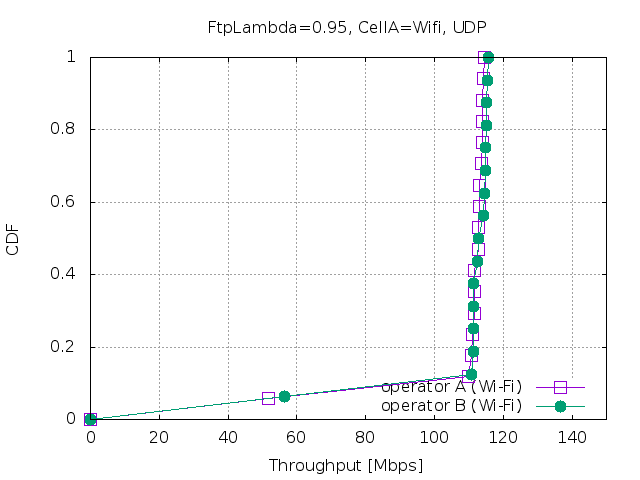 FtpLambda=0.95, CellA=Wifi, UDP
1
0.8
0.6
0.4
0.2
0
CDF
operator A (Wi-Fi)
operator B (Wi-Fi)
0 20 40 60 80 100 120 140
Throughput [Mbps]